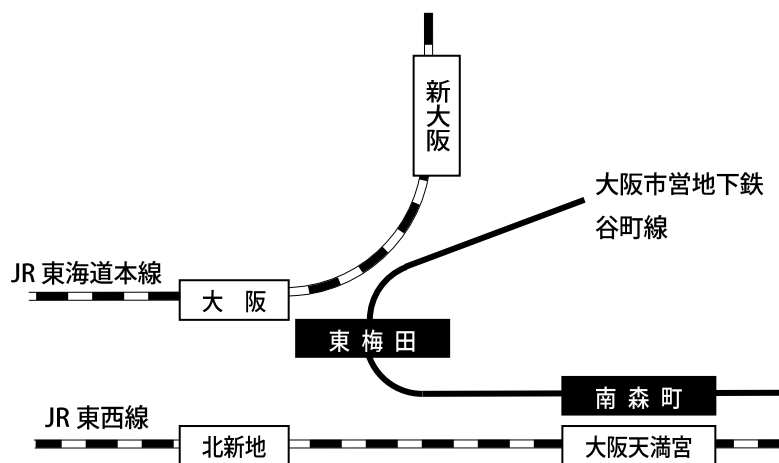 新大阪
大阪市営地下鉄
谷町線
JR 東海道本線
大 阪
東 梅 田
南 森 町
JR 東西線
北新地
大阪天満宮